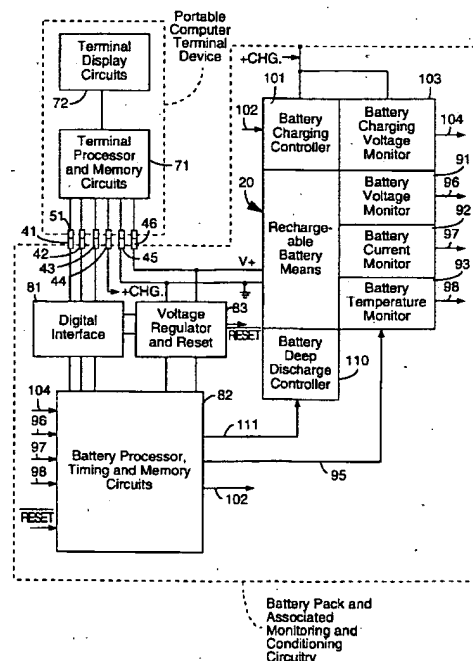 Portable
Computer
Terminal
Device
Terminal
Display
Circuits
72
Terminal
Processor
and Memory
Circuits
71
51
41
42
43
44
46
45
+CHG.
81
83
Digital
Interface
Voltage
Regulator
and Reset
RESET
82
104
96
97
98
RESET
Battery Processor,
Timing and Memory
Circuits
111
95
102
+CHG.
101
103
102
Battery
Charging
Controller
Battery
Charging
Voltage
Monitor
104
91
20
Recharge-
able
Battery
Means
V+
Battery
Voltage
Monitor
96
92
Battery
Current
Monitor
97
93
Battery
Temperature
Monitor
98
Battery
Deep
Discharge
Controller
110
Battery Pack and
Associated
Monitoring and
Conditioning
Circuitry